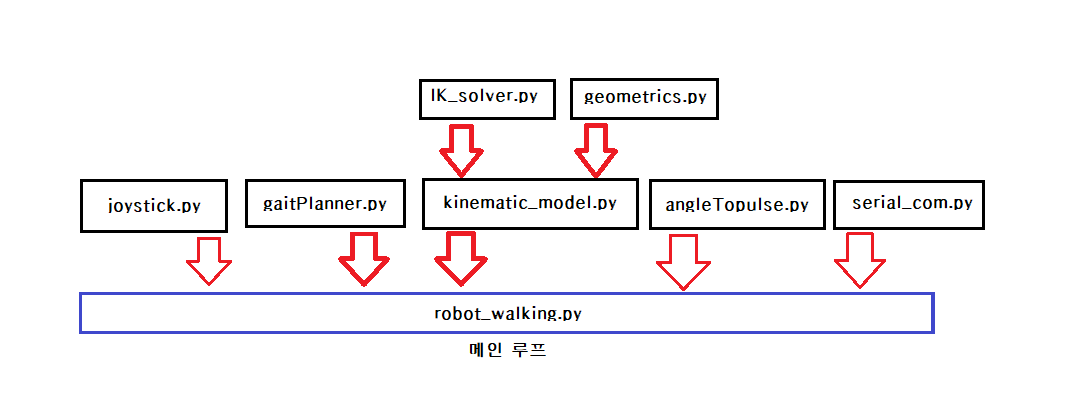 IK_solver.py
geometrics.py
joystick.py
gaitPlanner.py
kinematic_model.py
angleTopulse.py
serial_com.py
robot_walking.py
메인 루프